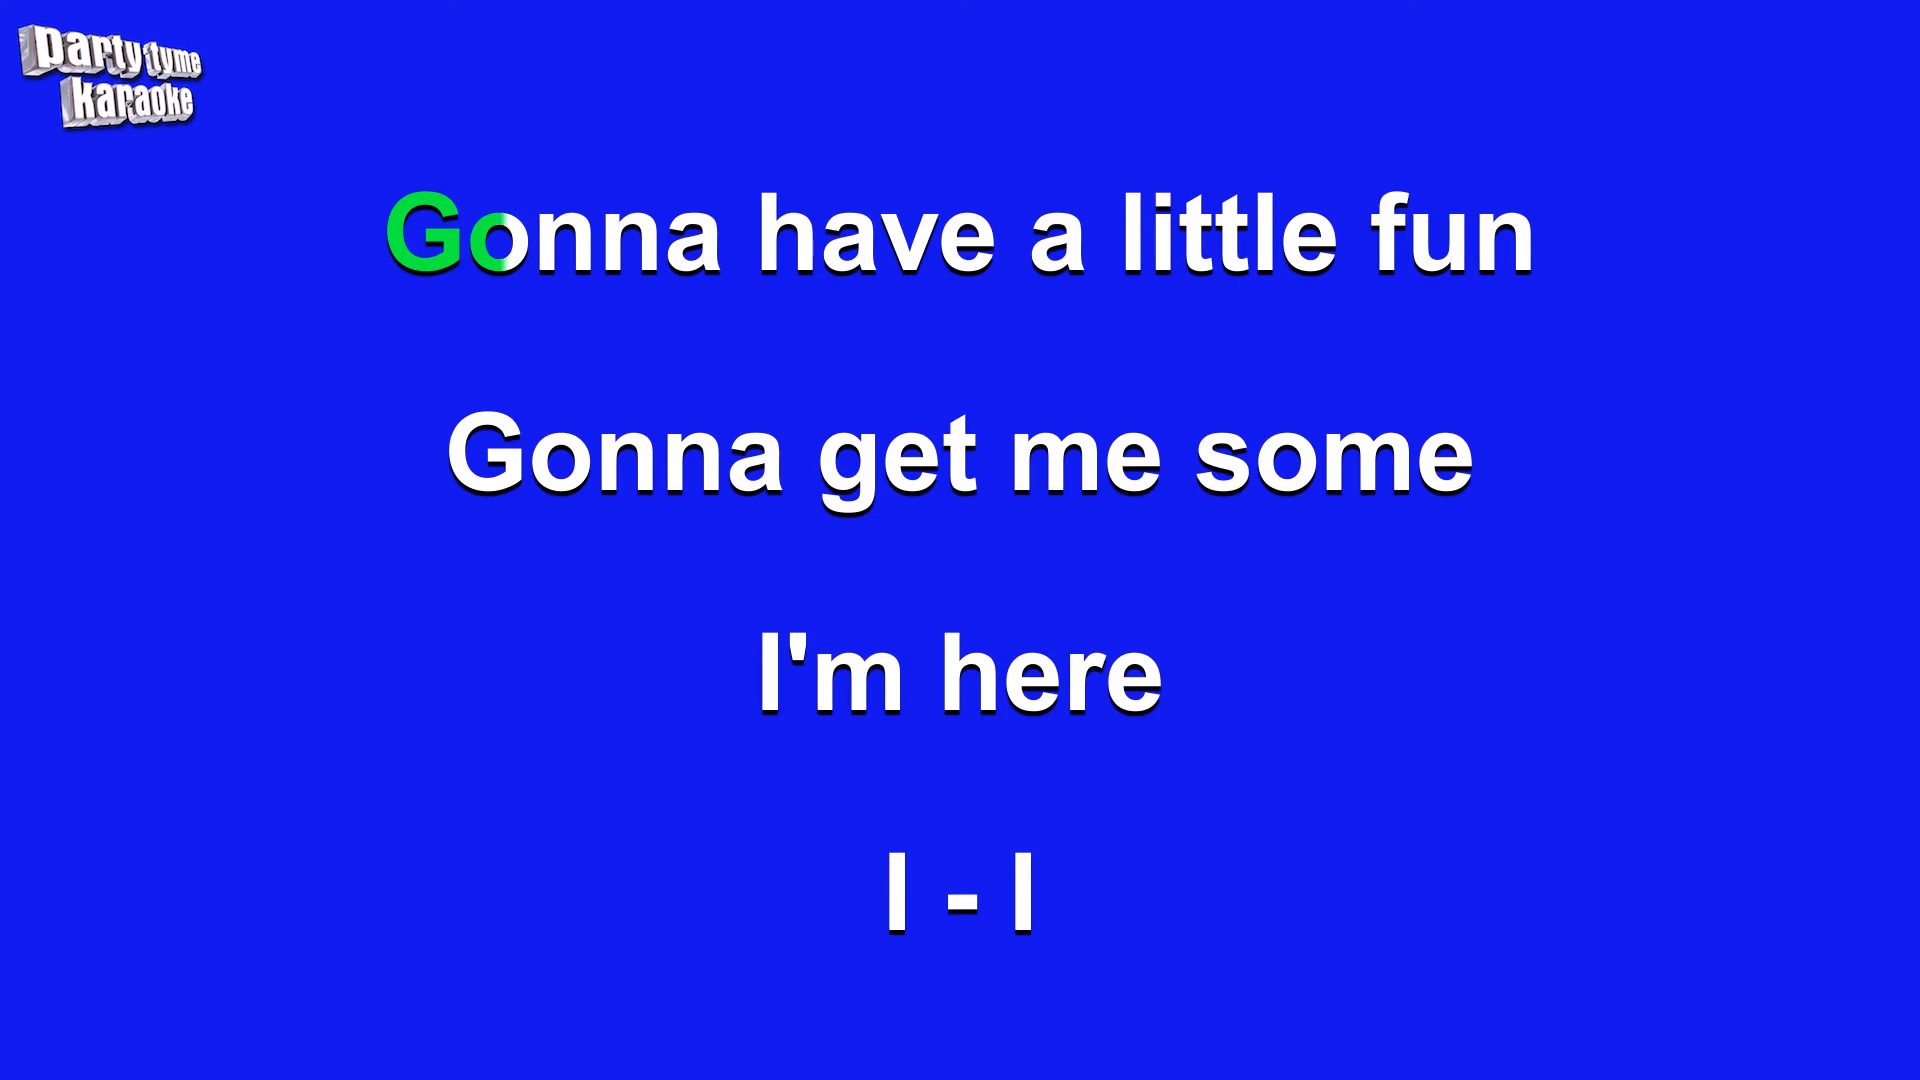 party tyme
karaoke
Gonna have a little fun
Gonna get me some
I'm here
I - I